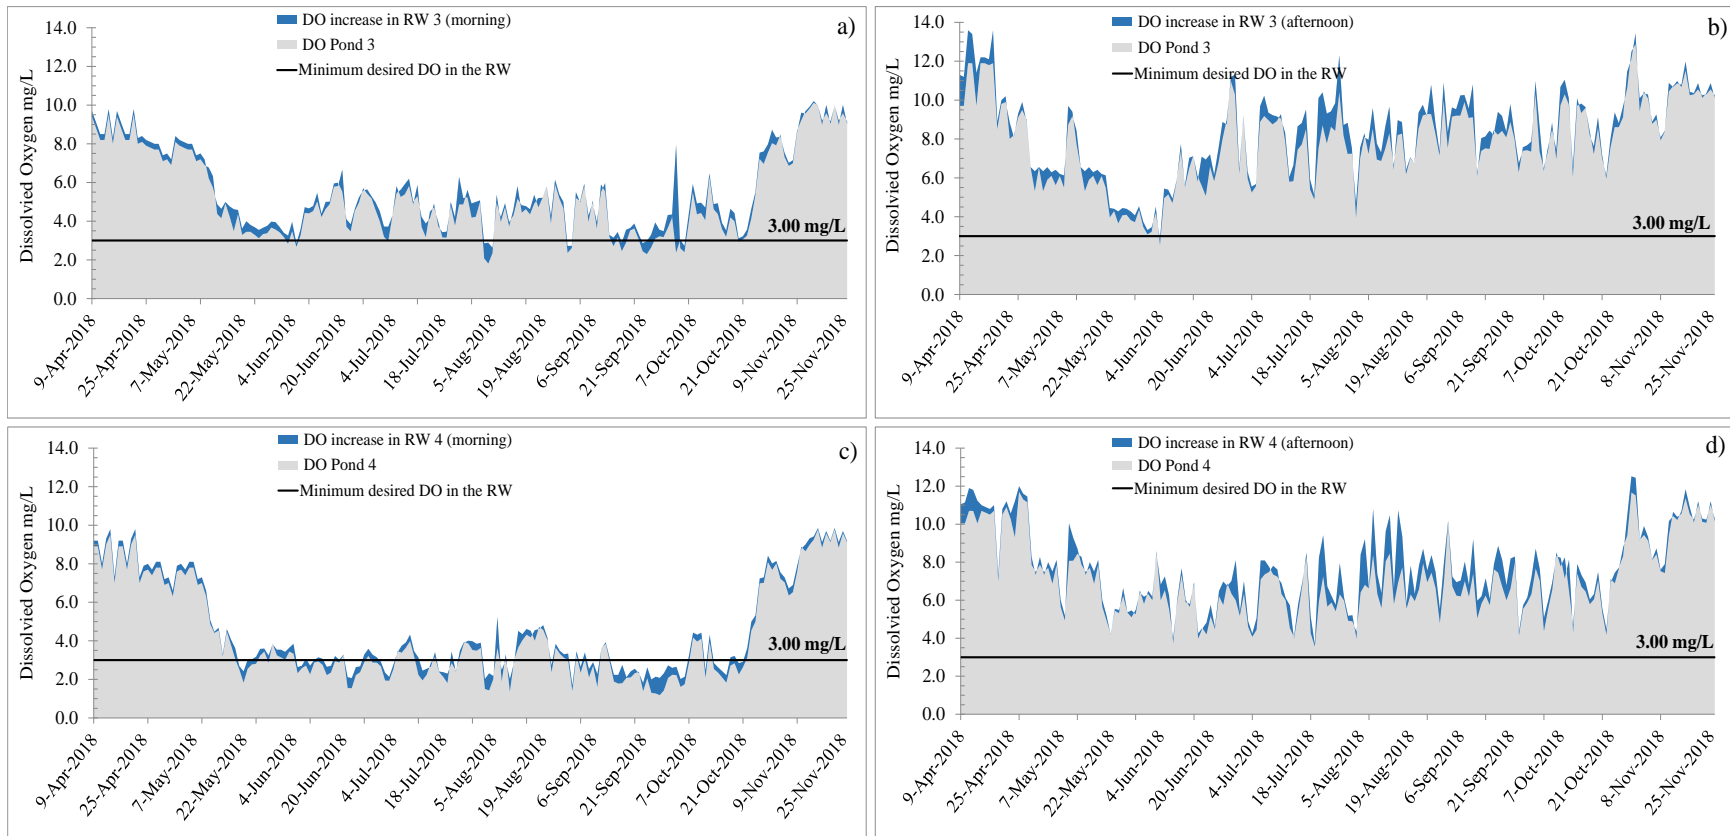 DO increase in RW 3 (morning)
DO Pond 3
Minimum desired DO in the RW
a)
Dissolvied Oxygen mg/L
14.0
12.0
10.0
8.0
6.0
4.0
2.0
0.0
3.00 mg/L
9-Apr-2018
25-Apr-2018
7-May-2018
22-May-2018
4-Jun-2018
20-Jun-2018
4-Jul-2018
18-Jul-2018
5-Aug-2018
19-Aug-2018
6-Sep-2018
21-Sep-2018
7-Oct-2018
21-Oct-2018
9-Nov-2018
25-Nov-2018
DO increase in RW 3 (afternoon)
DO Pond 3
Minimum desired DO in the RW
b)
Dissolvied Oxygen mg/L
14.0
12.0
10.0
8.0
6.0
4.0
2.0
0.0
3.00 mg/L
9-Apr-2018
25-Apr-2018
7-May-2018
22-May-2018
4-Jun-2018
20-Jun-2018
4-Jul-2018
18-Jul-2018
5-Aug-2018
19-Aug-2018
6-Sep-2018
21-Sep-2018
7-Oct-2018
21-Oct-2018
8-Nov-2018
25-Nov-2018
DO increase in RW 4 (morning)
DO Pond 4
Minimum desired DO in the RW
c)
Dissolvied Oxygen mg/L
14.0
12.0
10.0
8.0
6.0
4.0
2.0
0.0
3.00 mg/L
9-Apr-2018
25-Apr-2018
7-May-2018
22-May-2018
4-Jun-2018
20-Jun-2018
4-Jul-2018
18-Jul-2018
5-Aug-2018
19-Aug-2018
6-Sep-2018
21-Sep-2018
7-Oct-2018
21-Oct-2018
9-Nov-2018
25-Nov-2018
DO increase in RW 4 (afternoon)
DO Pond 4
Minimum desired DO in the RW
d)
Dissolvied Oxygen mg/L
14.0
12.0
10.0
8.0
6.0
4.0
2.0
0.0
3.00 mg/L
9-Apr-2018
25-Apr-2018
7-May-2018
22-May-2018
4-Jun-2018
20-Jun-2018
4-Jul-2018
18-Jul-2018
5-Aug-2018
19-Aug-2018
6-Sep-2018
21-Sep-2018
7-Oct-2018
21-Oct-2018
8-Nov-2018
25-Nov-2018